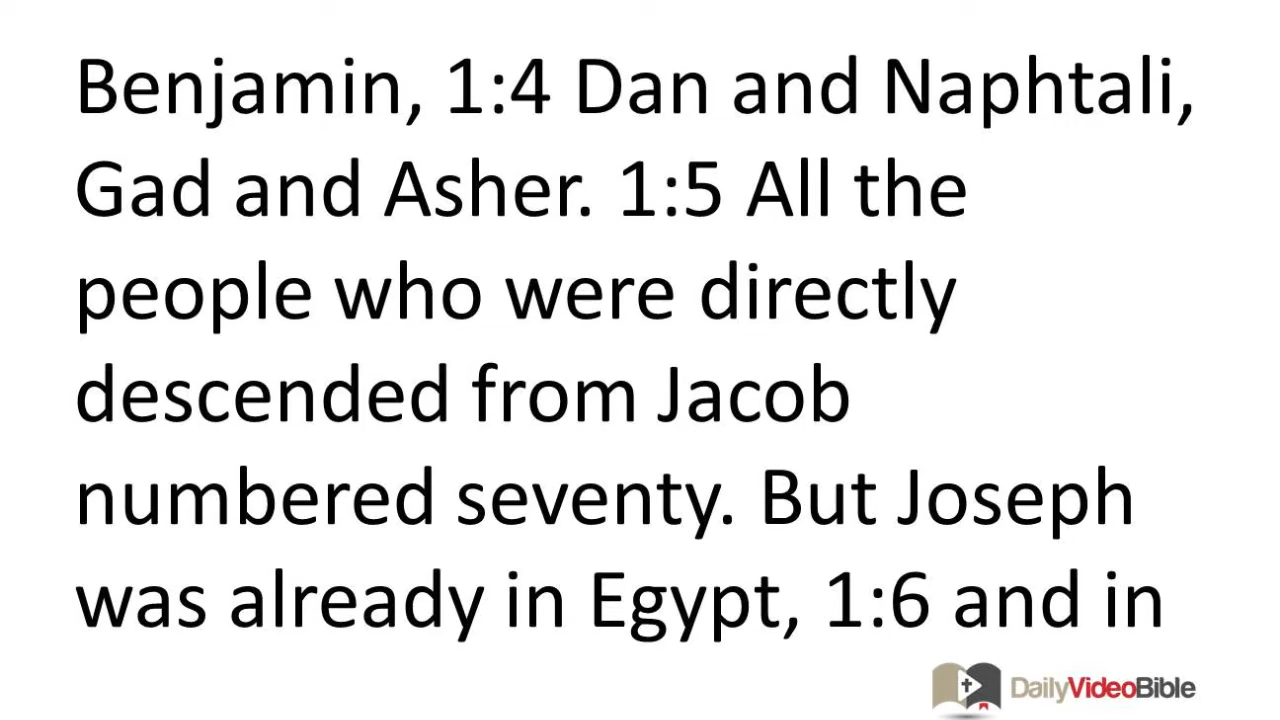 Benjamin, 1:4 Dan and Naphtali,
Gad and Asher. 1:5 All the
people who were directly
descended from Jacob
numbered seventy. But Joseph
was already in Egypt, 1:6 and in
DailyVideoBible